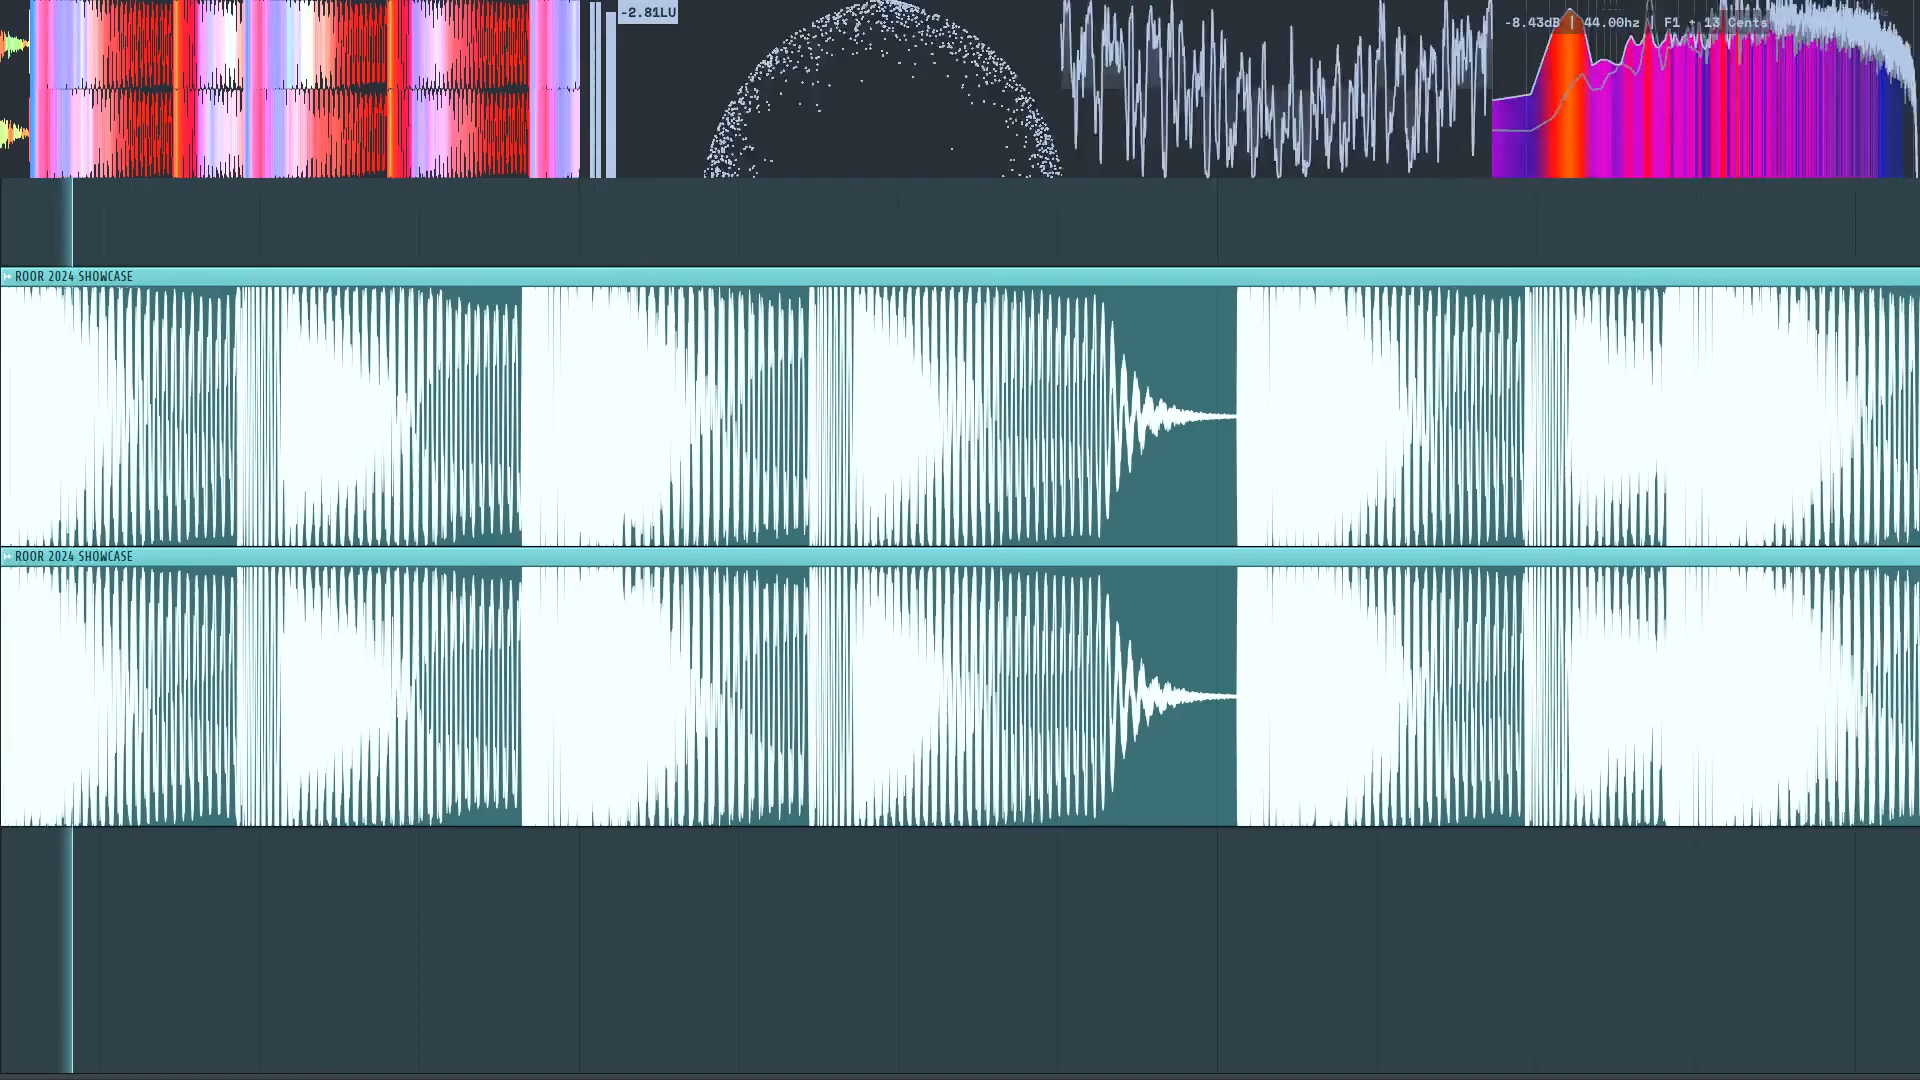 -2.81LU
-8.43dB | 44.00hz | F1 + 13 Cents
ROOR 2024 SHOWCASE
ROOR 2024 SHOWCASE